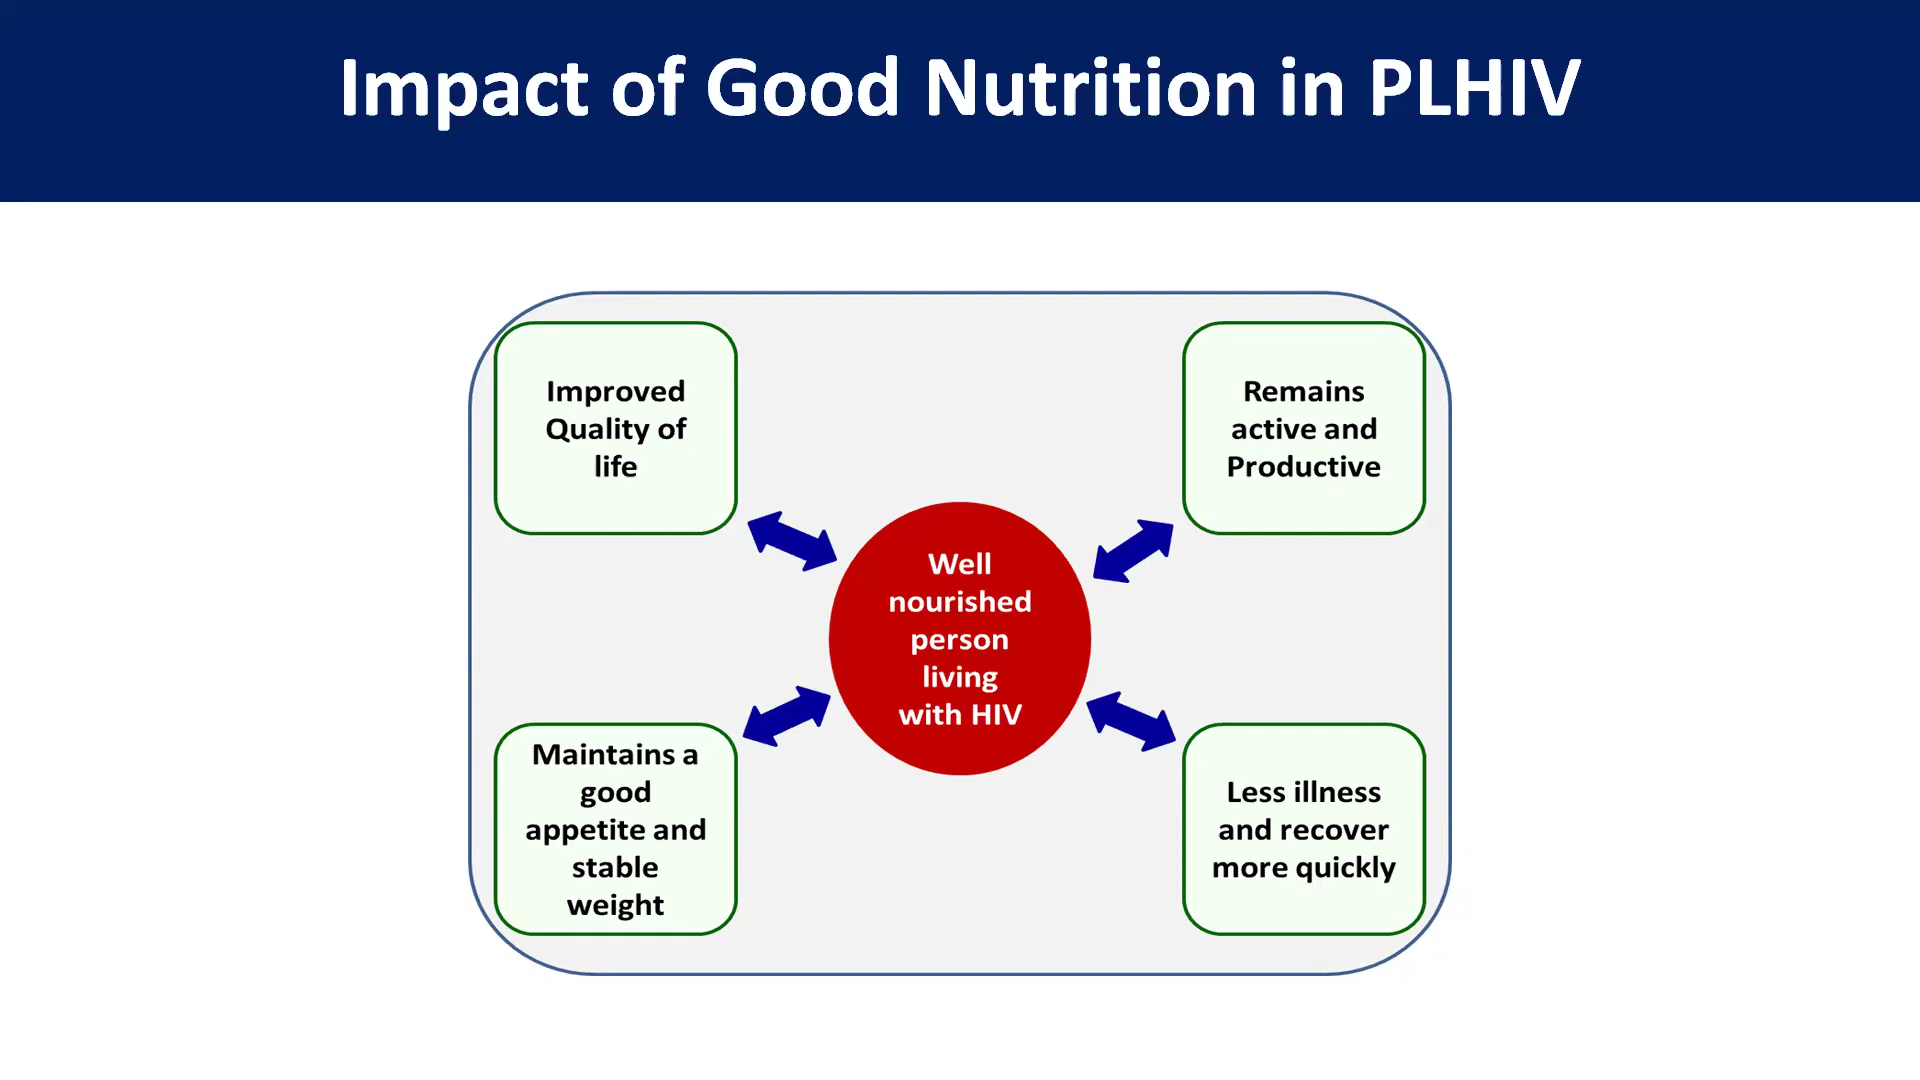 Impact of Good Nutrition in PLHIV
Improved
Quality of
life
Remains
active and
Productive
Well
nourished
person
living
with HIV
Maintains a
good
appetite and
stable
weight
Less illness
and recover
more quickly